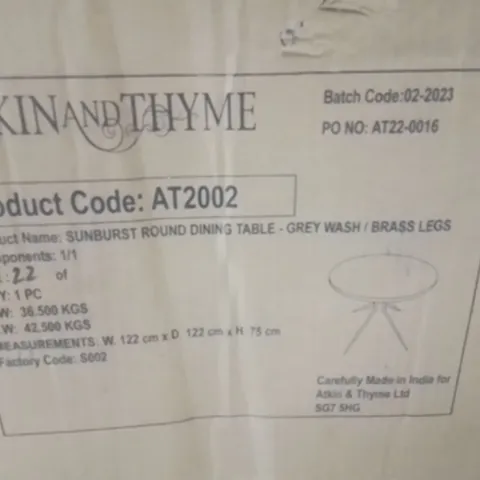 KIN AND THYME
Batch Code:02-2023
PO NO: AT22-0016
oduct Code: AT2002
uct Name: SUNBURST ROUND DINING TABLE - GREY WASH / BRASS LEGS
ponents: 1/1
: 22 of
Y: 1 PC
W: 36.500 KGS
W: 42.500 KGS
MEASUREMENTS: W. 122 cm x D 122 cm x H 75 cm
Factory Code: S002
Carefully Made in India for
Atkin & Thyme Ltd
SG7 5HG